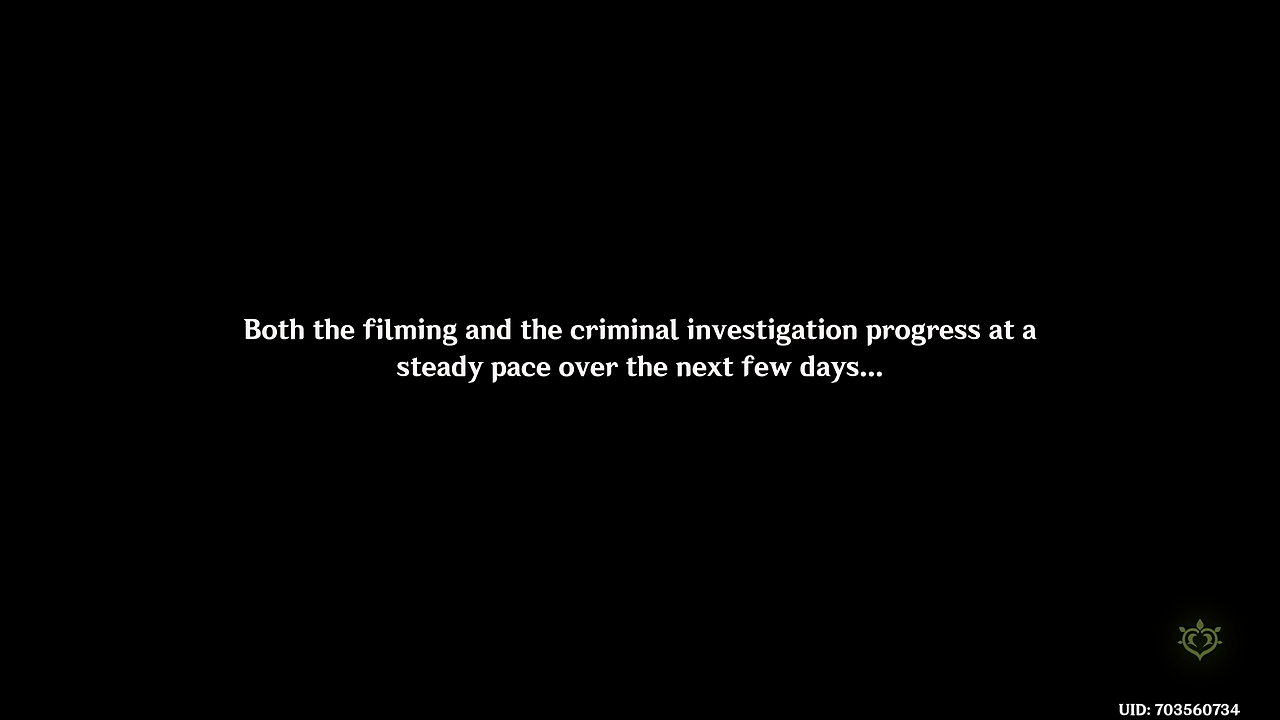 Both the filming and the criminal investigation progress at a
steady pace over the next few days...
UID: 703560734